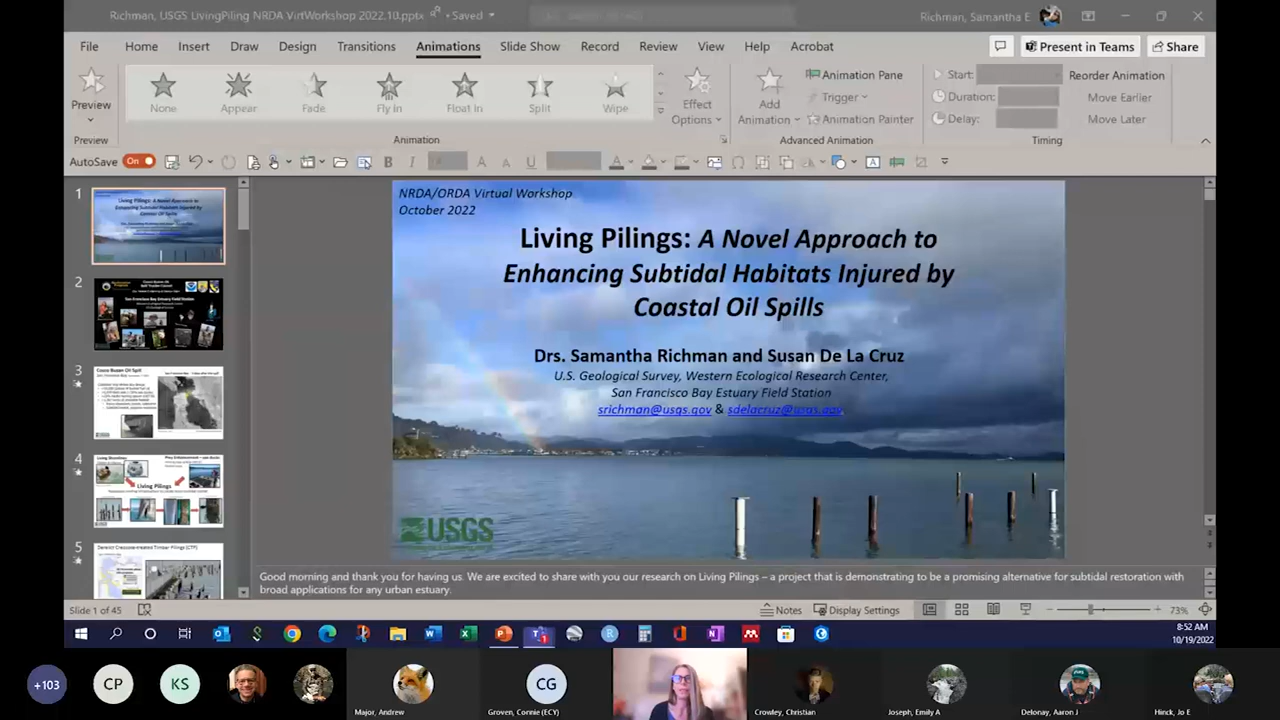 Richman, USGS LivingPiling NRDA VirtWorkshop 2022.10.pptx
Saved
Richman, Samantha E
File Home Insert Draw Design Transitions Animations Slide Show Record Review View Help Acrobat
Present in Teams
Share
Preview
Preview
None Appear Fade Fly In Float In Split Wipe
Animation
Effect
Options
Add
Animation
Animation Pane
Trigger
Animation Painter
Advanced Animation
Start:
Duration:
Delay:
Reorder Animation
Move Earlier
Move Later
Timing
AutoSave On
1
2
3
4
Living Pilings
5
NRDA/ORDA Virtual Workshop
October 2022
Living Pilings: A Novel Approach to
Enhancing Subtidal Habitats Injured by
Coastal Oil Spills
Drs. Samantha Richman and Susan De La Cruz
U.S. Geological Survey, Western Ecological Research Center,
San Francisco Bay Estuary Field Station
srichman@usgs.gov & sdelacruz@usgs.gov
USGS
Good morning and thank you for having us. We are excited to share with you our research on Living Pilings – a project that is demonstrating to be a promising alternative for subtidal restoration with
broad applications for any urban estuary.
Slide 1 of 45
Notes
Display Settings
73%
8:52 AM
10/19/2022
+103
CP
KS
CG
Major, Andrew
Groven, Connie (ECY)
Crowley, Christian
Joseph, Emily A
Delonay, Aaron J
Hinck, Jo E